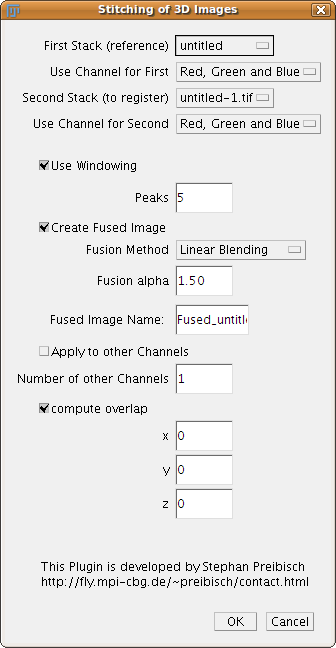 Stitching of 3D Images
First Stack (reference) untitled
Use Channel for First Red, Green and Blue
Second Stack (to register) untitled-1.tif
Use Channel for Second Red, Green and Blue
Use Windowing
Peaks 5
Create Fused Image
Fusion Method Linear Blending
Fusion alpha 1.50
Fused Image Name: Fused_untitl
Apply to other Channels
Number of other Channels 1
compute overlap
x 0
y 0
z 0
This Plugin is developed by Stephan Preibisch
http://fly.mpi-cbg.de/~preibisch/contact.html
OK Cancel